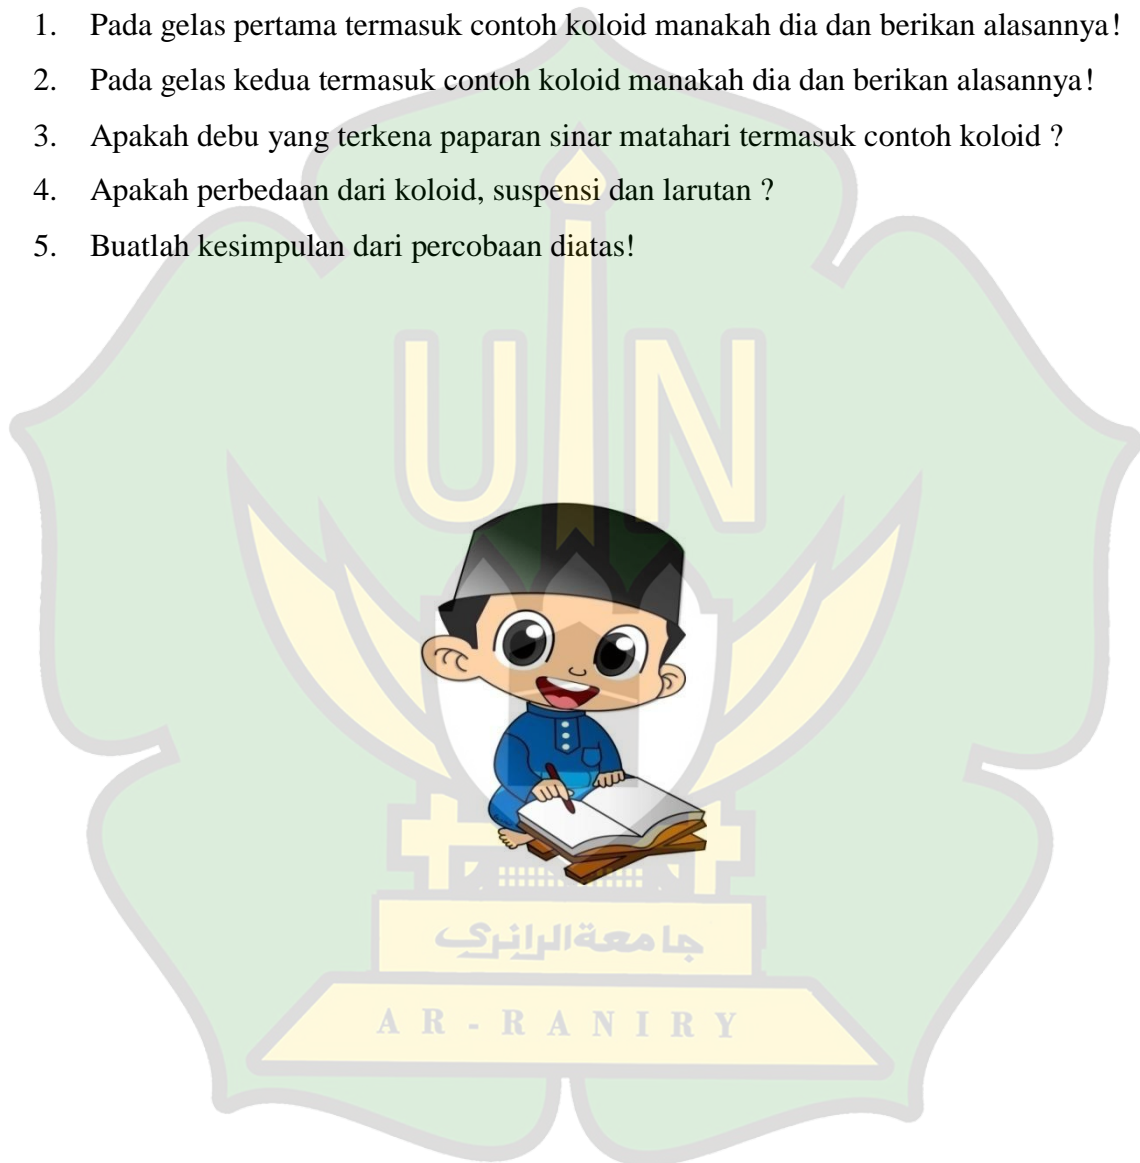 1. Pada gelas pertama termasuk contoh koloid manakah dia dan berikan alasannya!
2. Pada gelas kedua termasuk contoh koloid manakah dia dan berikan alasannya!
3. Apakah debu yang terkena paparan sinar matahari termasuk contoh koloid ?
4. Apakah perbedaan dari koloid, suspensi dan larutan ?
5. Buatlah kesimpulan dari percobaan diatas!
UIN
جامعةالرانري
AR-RANIRY